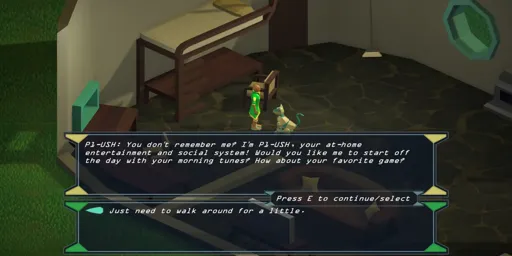 P1-USH: You don't remember me? I'm P1-USH, your at-home
entertainment and social system! Would you like me to start off
the day with your morning tunes? How about your favorite game?
Press E to continue/select
Just need to walk around for a little.